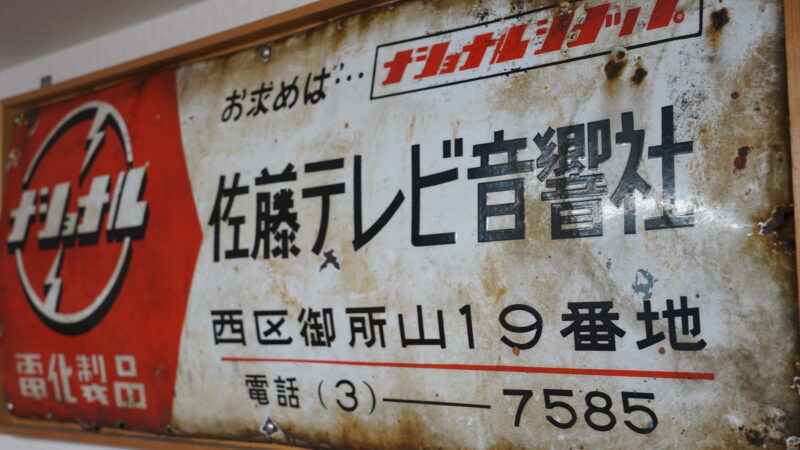 ナショナル
電化製品
お求めは・・・
ナショナルショップ。
佐藤テレビ音響社
西区御所山19番地
電話（3）――7585